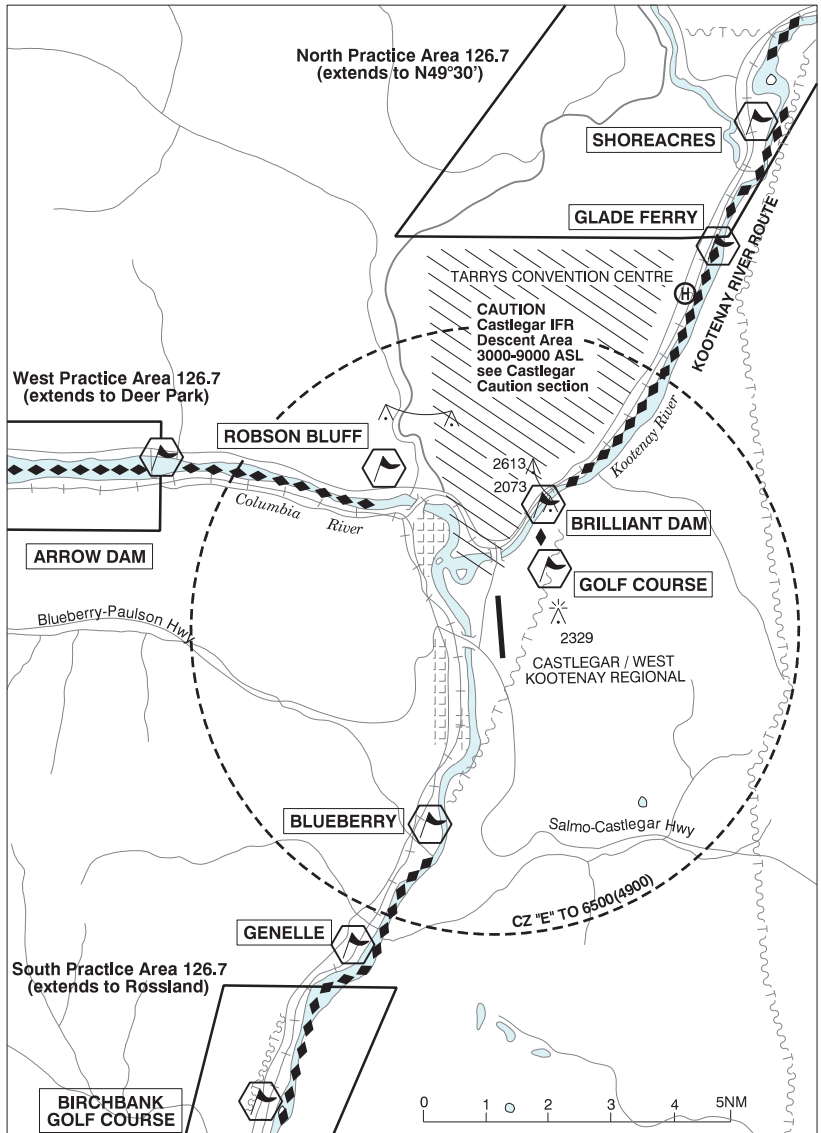 North Practice Area 126.7
(extends to N49°30')
SHOREACRES
GLADE FERRY
KOOTENAY RIVER ROUTE
TARRYS CONVENTION CENTRE
H
CAUTION
Castlegar IFR
Descent Area
3000-9000 ASL
see Castlegar
Caution section
West Practice Area 126.7
(extends to Deer Park)
ROBSON BLUFF
Kootenay River
2613
2073
Columbia River
BRILLIANT DAM
ARROW DAM
GOLF COURSE
Blueberry-Paulson Hwy
2329
CASTLEGAR / WEST
KOOTENAY REGIONAL
BLUEBERRY
Salmo-Castlegar Hwy
CZ "E" TO 6500(4900)
GENELLE
South Practice Area 126.7
(extends to Rossland)
BIRCHBANK
GOLF COURSE
0 1 2 3 4 5NM